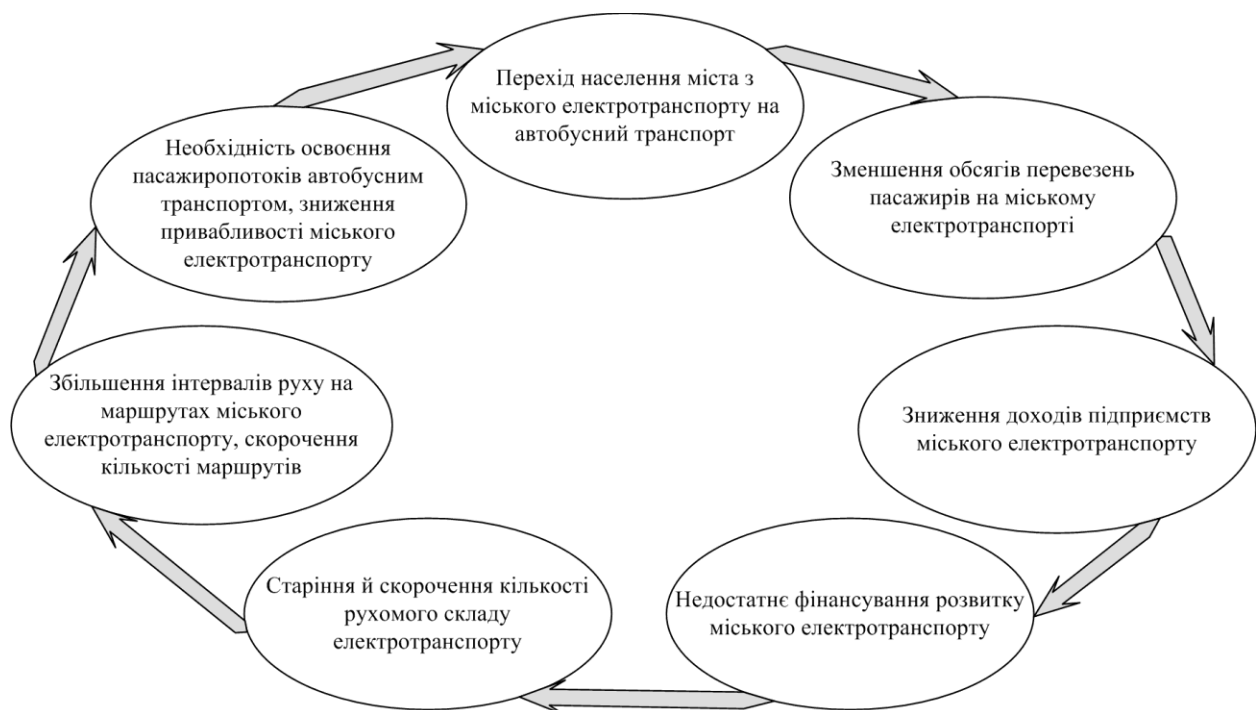 Перехід населення міста з
міського електротранспорту на
автобусний транспорт
Зменшення обсягів перевезень
пасажирів на міському
електротранспорті
Зниження доходів підприємств
міського електротранспорту
Недостатнє фінансування розвитку
міського електротранспорту
Старіння й скорочення кількості
рухомого складу
електротранспорту
Збільшення інтервалів руху на
маршрутах міського
електротранспорту, скорочення
кількості маршрутів
Необхідність освоєння
пасажиропотоків автобусним
транспортом, зниження
привабливості міського
електротранспорту